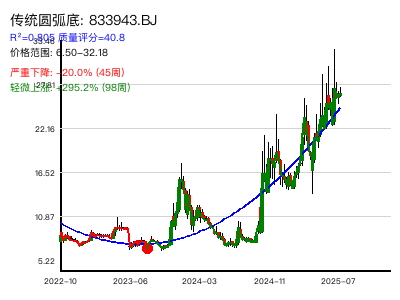 传统圆弧底: 833943.BJ
R²=0.805 质量评分=40.8
价格范围: 6.50-32.18
严重下降: -20.0% (45周)
轻微上涨: +295.2% (98周)
22.16
16.52
10.87
5.22
2022-10
2023-06
2024-03
2024-11
2025-07